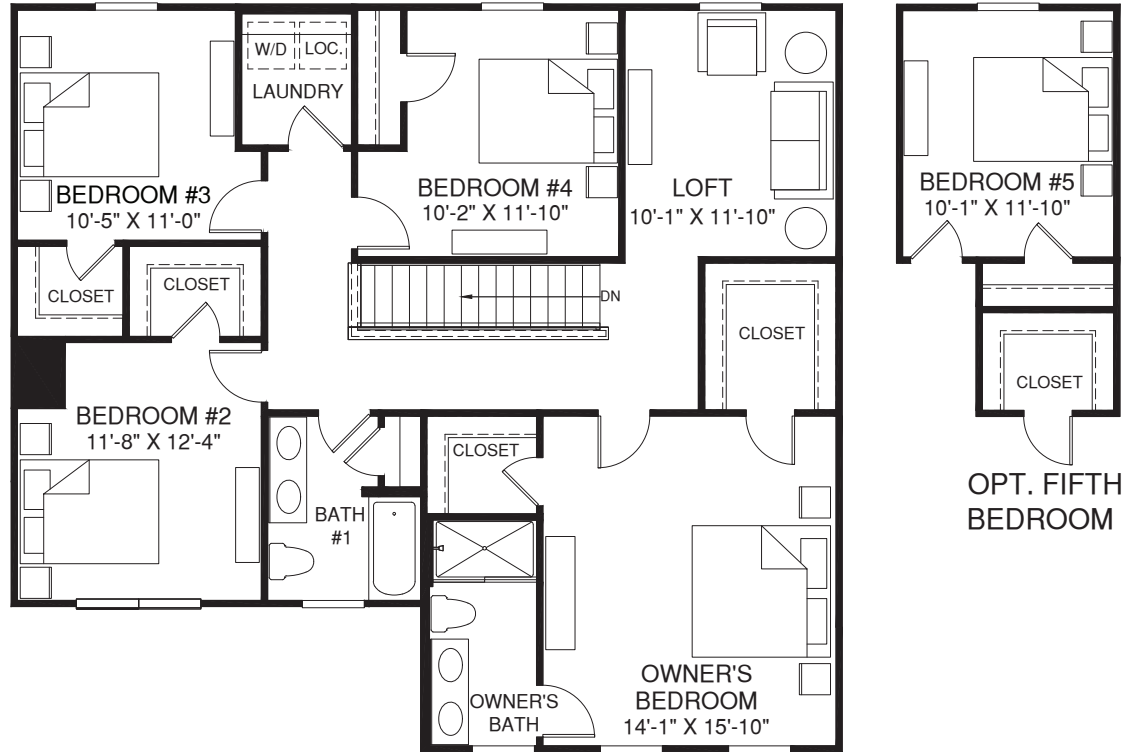 W/D LOC.
LAUNDRY
BEDROOM #3
10'-5" X 11'-0"
BEDROOM #4
10'-2" X 11'-10"
LOFT
10'-1" X 11'-10"
BEDROOM #5
10'-1" X 11'-10"
CLOSET
CLOSET
DN
CLOSET
CLOSET
BEDROOM #2
11'-8" X 12'-4"
CLOSET
BATH
#1
OPT. FIFTH
BEDROOM
OWNER'S
BATH
OWNER'S
BEDROOM
14'-1" X 15'-10"